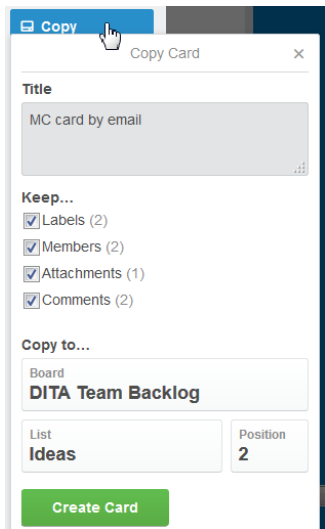 Copy
Copy Card
Title
MC card by email
Keep...
Labels (2)
Members (2)
Attachments (1)
Comments (2)
Copy to...
Board
DITA Team Backlog
List
Position
Ideas
2
Create Card